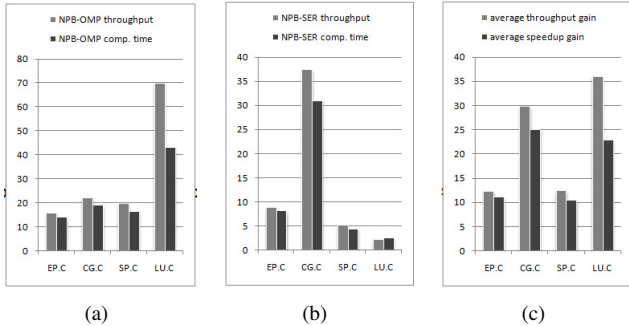 NPB-OMP throughput
NPB-OMP comp. time
80
70
60
50
40
30
20
10
0
EP.C CG.C SP.C LU.C
(a)
NPB-SER throughput
NPB-SER comp. time
40
35
30
25
20
15
10
5
0
EP.C CG.C SP.C LU.C
(b)
average throughput gain
average speedup gain
40
35
30
25
20
15
10
5
0
EP.C CG.C SP.C LU.C
(c)